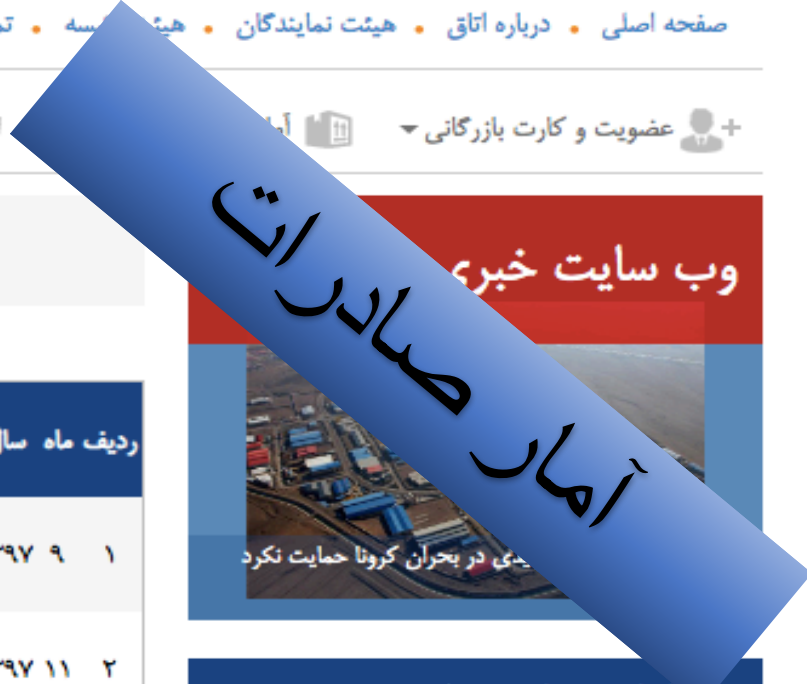 صفحه اصلی • درباره اتاق • هیئت نمایندگان •
عضویت و کارت بازرگانی
وب سایت خبری
آمار صادرات
در بحران کرونا حمایت نکرد
ردیف ماه
۱ ۹
۲ ۱۱